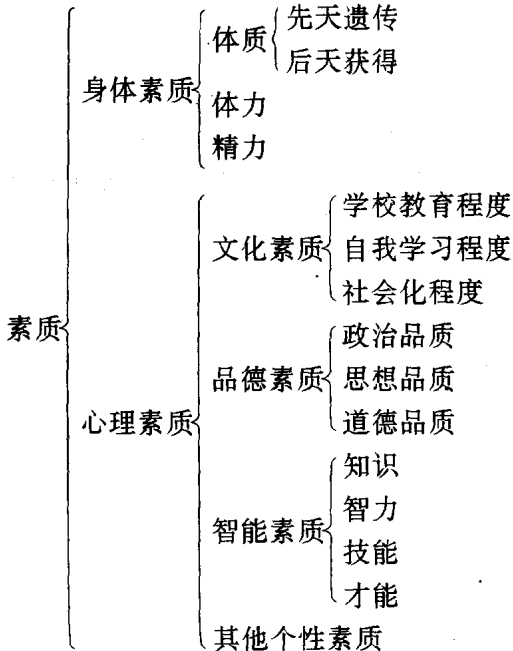 先天遗传
体质
后天获得
身体素质
体力
精力
学校教育程度
文化素质
自我学习程度
社会化程度
素质
政治品质
品德素质
思想品质
心理素质
道德品质
知识
智力
智能素质
技能
才能
其他个性素质